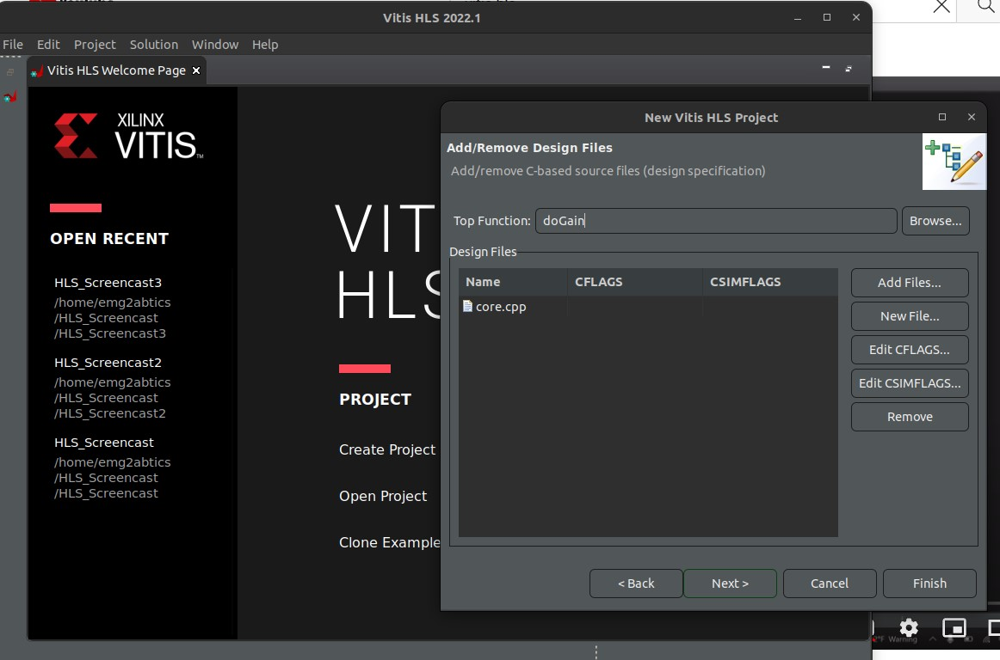 Vitis HLS 2022.1
File Edit Project Solution Window Help
Vitis HLS Welcome Page
XILINX
VITIS™
OPEN RECENT
HLS_Screencast3
/home/emg2abtics
/HLS_Screencast
/HLS_Screencast3
HLS_Screencast2
/home/emg2abtics
/HLS_Screencast
/HLS_Screencast2
HLS_Screencast
/home/emg2abtics
/HLS_Screencast
/HLS_Screencast
VIT
HLS
PROJECT
Create Project
Open Project
Clone Example
New Vitis HLS Project
Add/Remove Design Files
Add/remove C-based source files (design specification)
Top Function: doGain Browse...
Design Files
Name CFLAGS CSIMFLAGS
core.cpp
Add Files...
New File...
Edit CFLAGS...
Edit CSIMFLAGS...
Remove
< Back Next > Cancel Finish
Warning